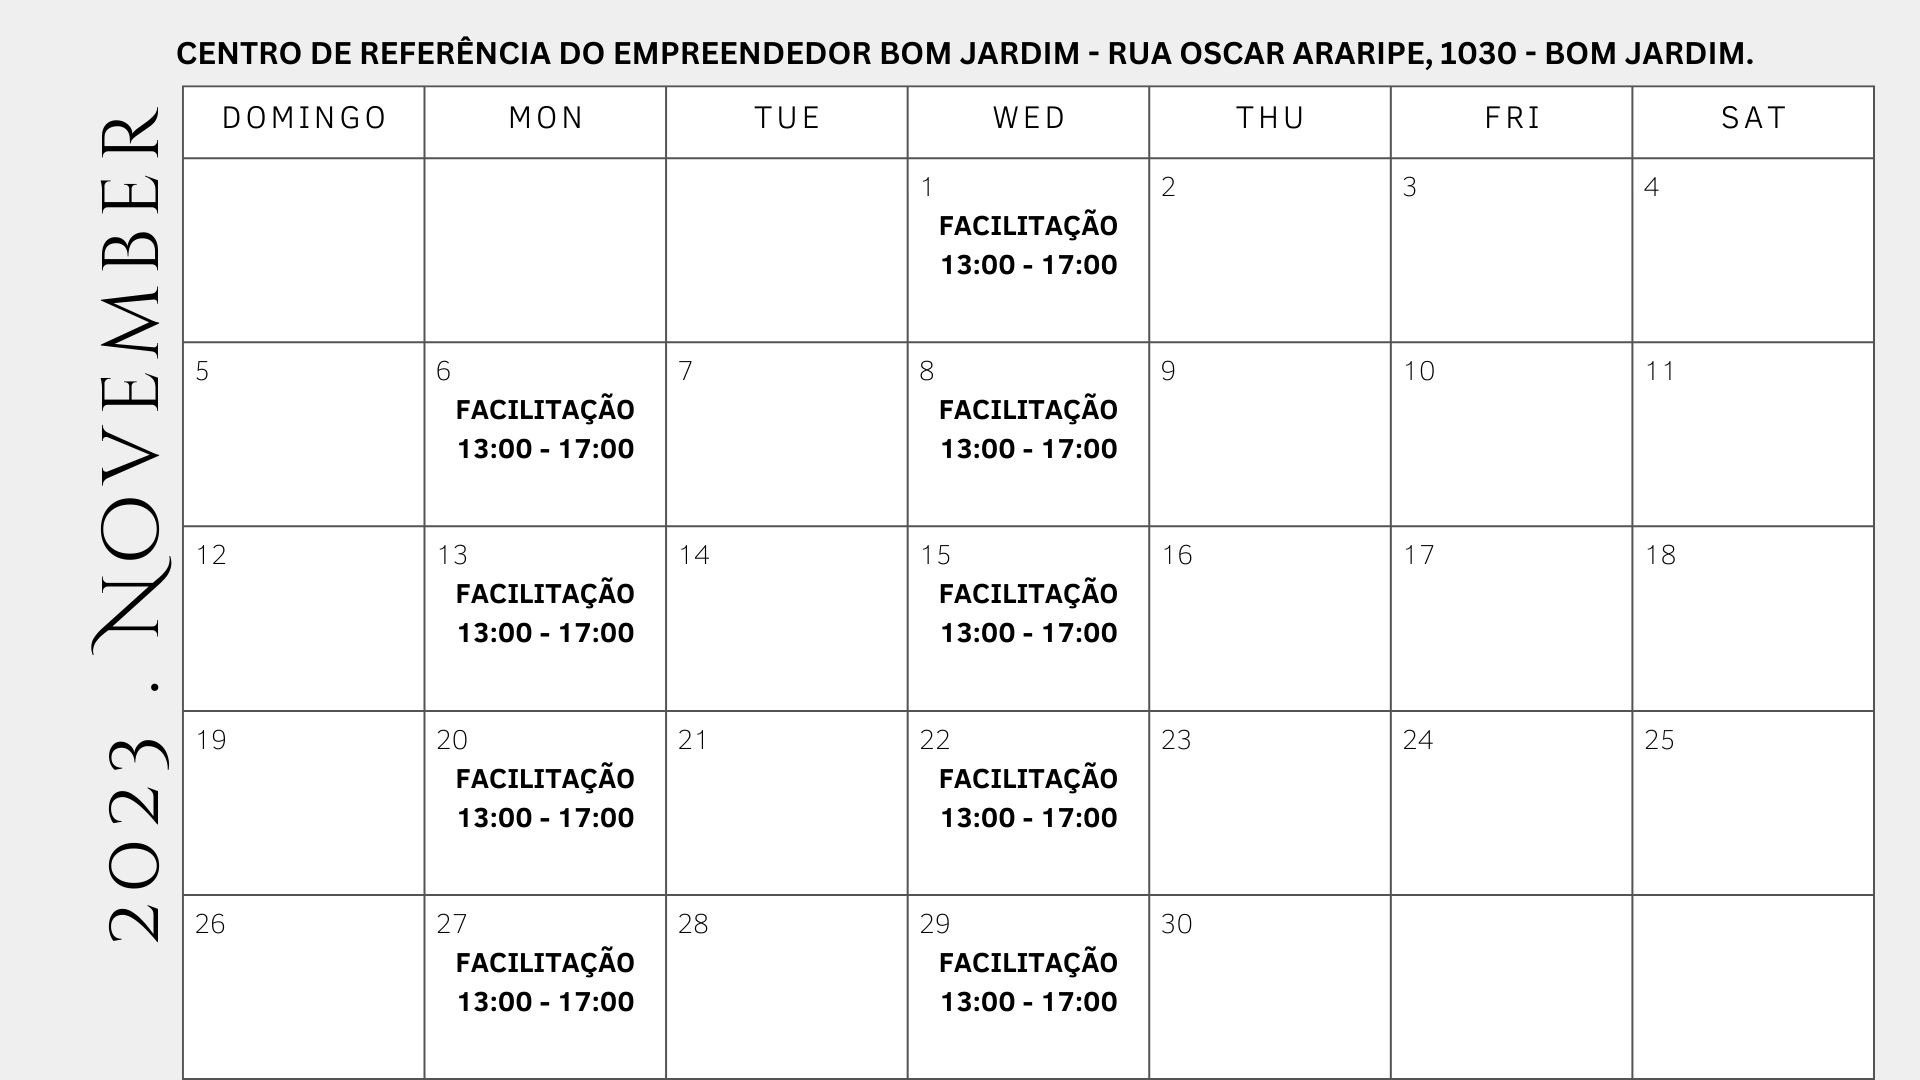 CENTRO DE REFERÊNCIA DO EMPREENDEDOR BOM JARDIM - RUA OSCAR ARARIPE, 1030 - BOM JARDIM.
2023 . NOVEMBER
DOMINGO MON TUE WED THU FRI SAT
1 2 3 4
FACILITAÇÃO
13:00 - 17:00
5 6 7 8 9 10 11
FACILITAÇÃO FACILITAÇÃO
13:00 - 17:00 13:00 - 17:00
12 13 14 15 16 17 18
FACILITAÇÃO FACILITAÇÃO
13:00 - 17:00 13:00 - 17:00
19 20 21 22 23 24 25
FACILITAÇÃO FACILITAÇÃO
13:00 - 17:00 13:00 - 17:00
26 27 28 29 30
FACILITAÇÃO FACILITAÇÃO
13:00 - 17:00 13:00 - 17:00